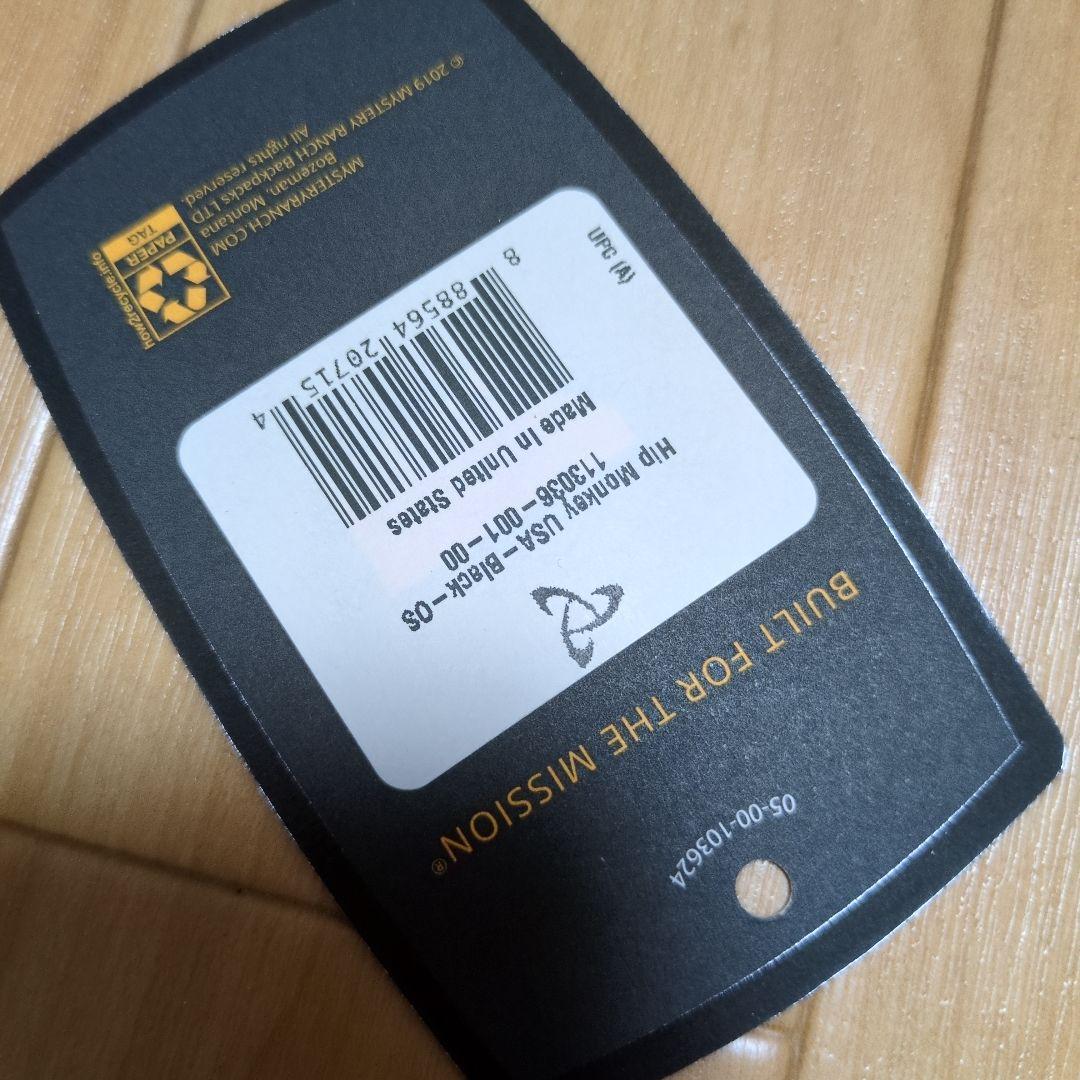 05-00-103624
BUILT FOR THE MISSION®
Hip Monkey USA-Black-OS
113036-001-00
Made In United States
8 88564 20715 4
UPC (A)
MYSTERYRANCH.COM
Bozeman, Montana
© 2019 MYSTERY RANCH Backpacks LTD
All rights reserved.
PAPER
TAG
how2recycle.info